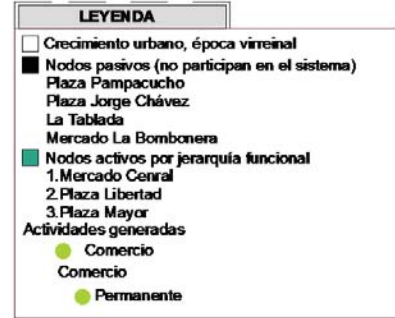 LEYENDA
Crecimiento urbano, época virreinal
Nodos pasivos (no participan en el sistema)
Plaza Pampacucho
Plaza Jorge Chávez
La Tablada
Mercado La Bombonera
Nodos activos por jerarquía funcional
1.Mercado Cenral
2.Plaza Libertad
3.Plaza Mayor
Actividades generadas
Comercio
Comercio
Permanente